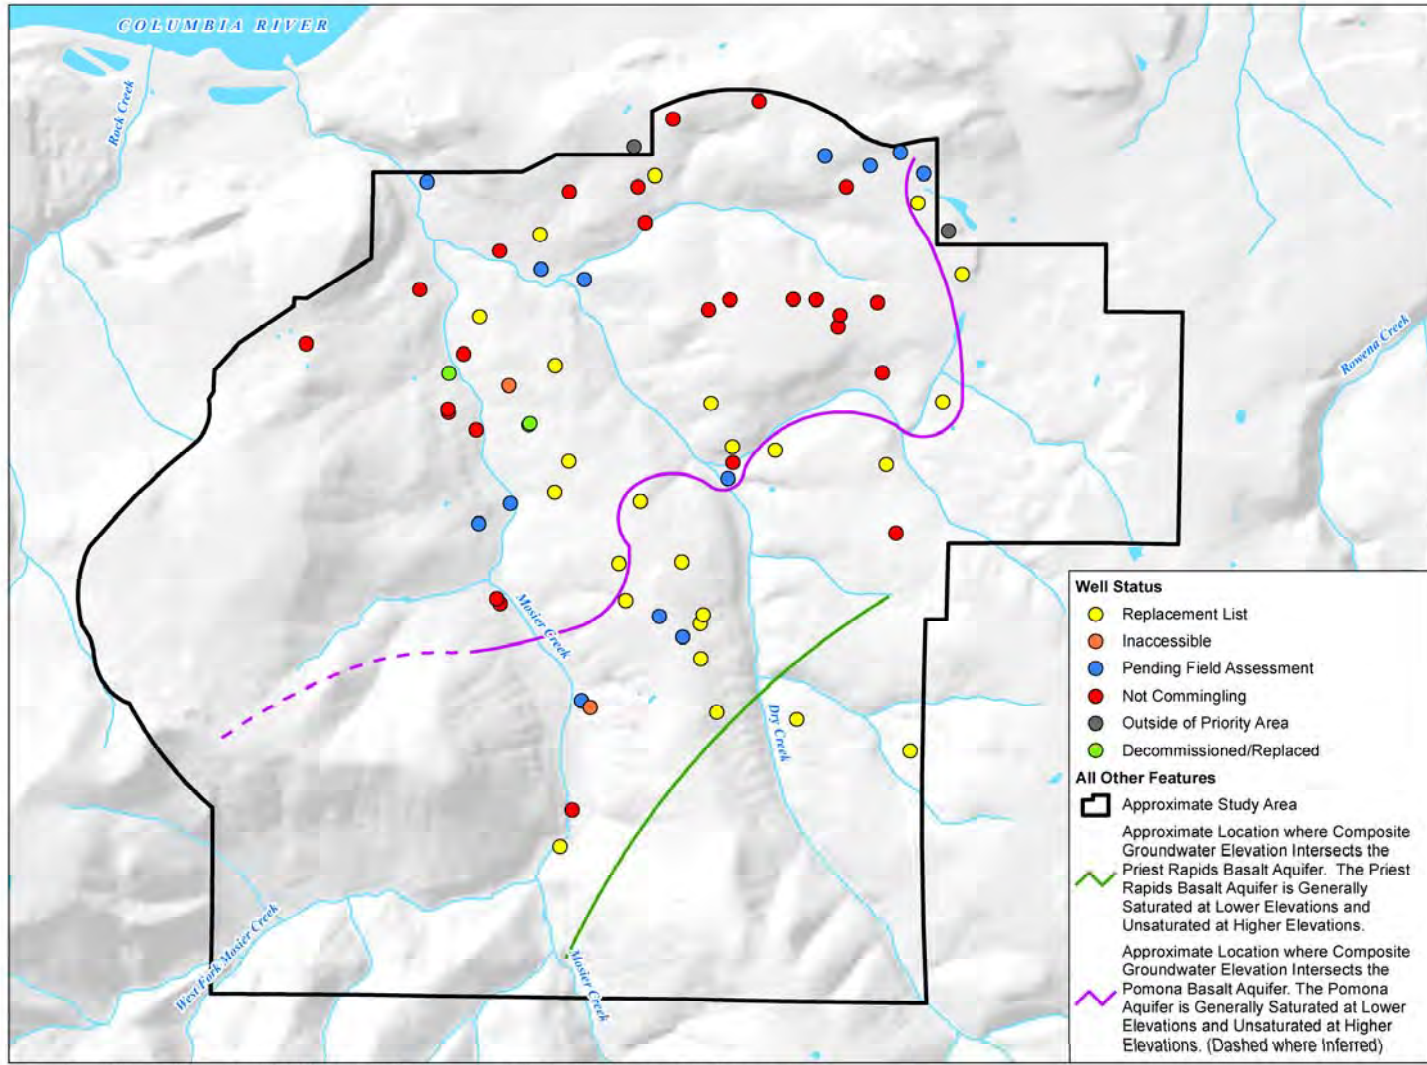 COLUMBIA RIVER
Rock Creek
Rowena Creek
Mosier Creek
Dry Creek
West Fork Mosier Creek
Mosier Creek
Well Status
Replacement List
Inaccessible
Pending Field Assessment
Not Commingling
Outside of Priority Area
Decommissioned/Replaced
All Other Features
Approximate Study Area
Approximate Location where Composite
Groundwater Elevation Intersects the
Priest Rapids Basalt Aquifer. The Priest
Rapids Basalt Aquifer is Generally
Saturated at Lower Elevations and
Unsaturated at Higher Elevations.
Approximate Location where Composite
Groundwater Elevation Intersects the
Pomona Basalt Aquifer. The Pomona
Aquifer is Generally Saturated at Lower
Elevations and Unsaturated at Higher
Elevations. (Dashed where Inferred)